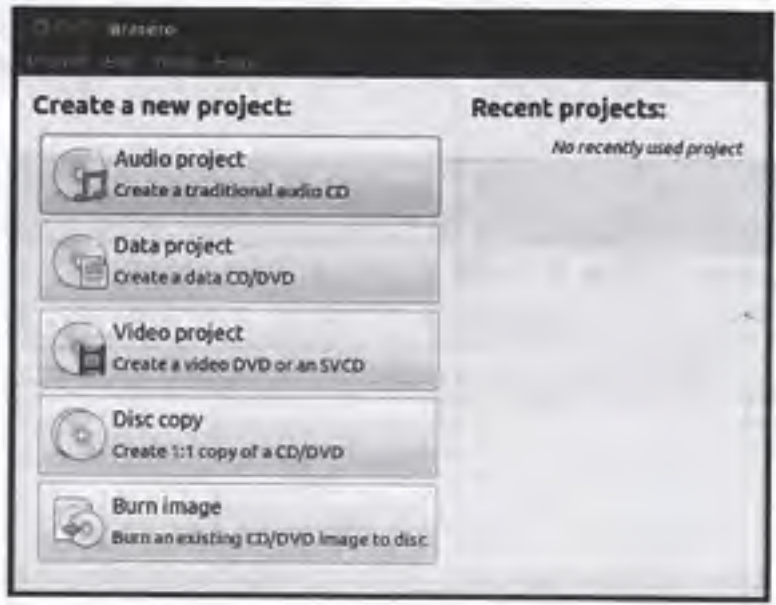 Brasero
Create a new project:
Audio project
Create a traditional audio CD
Data project
Create a data CD/DVD
Video project
Create a video DVD or an SVCD
Disc copy
Create 1:1 copy of a CD/DVD
Burn image
Burn an existing CD/DVD image to disc
Recent projects:
No recently used project